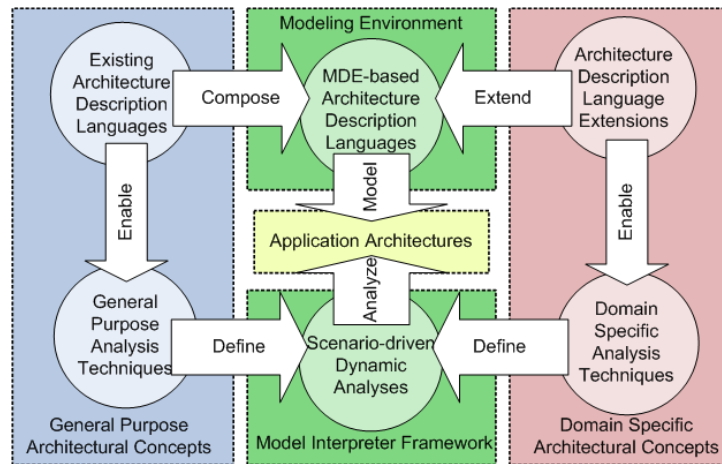 Modeling Environment
Existing
Architecture
Description
Languages
Compose
MDE-based
Architecture
Description
Languages
Extend
Architecture
Description
Language
Extensions
Enable
Model
Enable
Application Architectures
Analyze
General
Purpose
Analysis
Techniques
Define
Scenario-driven
Dynamic
Analyses
Define
Domain
Specific
Analysis
Techniques
General Purpose
Architectural Concepts
Model Interpreter Framework
Domain Specific
Architectural Concepts